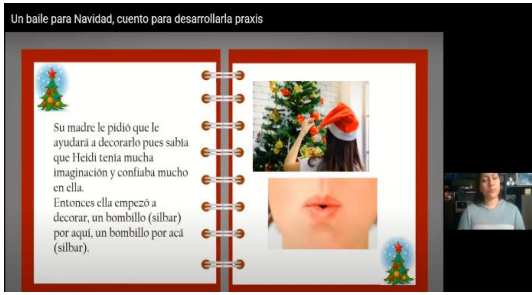 Un baile para Navidad, cuento para desarrollarla praxis
Su madre le pidió que le
ayudará a decorarlo pues sabía
que Heidi tenía mucha
imaginación y confiaba mucho
en ella.
Entonces ella empezó a
decorar, un bombillo (silbar)
por aquí, un bombillo por acá
(silbar).